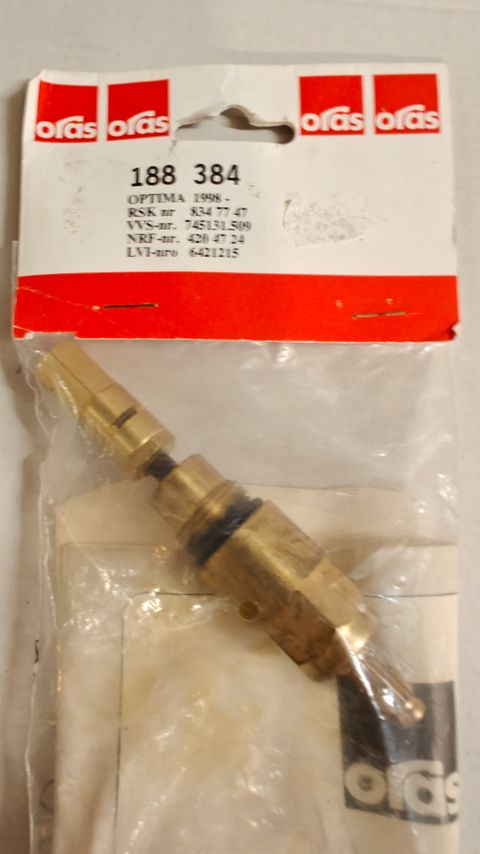 oras oras oras oras
188 384
OPTIMA 1998 -
RSK nr 834 77 47
VVS-nr. 745131.509
NRF-nr. 420 47 24
LVI-nro 6421215
oras